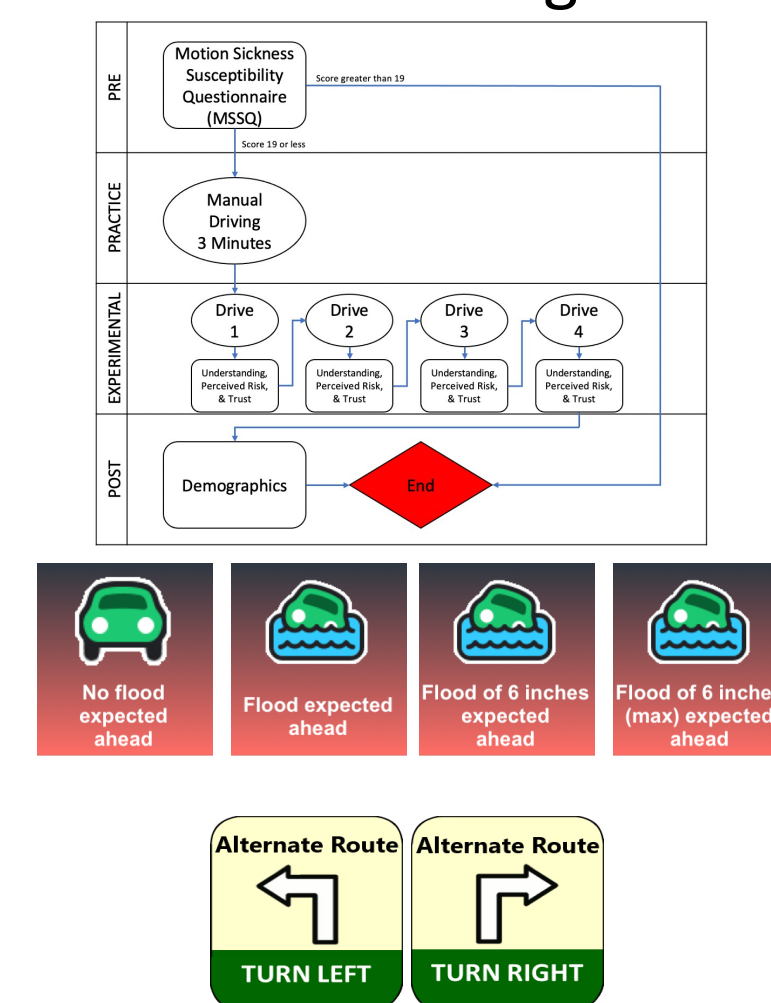 PRE
Motion Sickness
Susceptibility
Questionnaire
(MSSQ)
Score greater than 19
Score 19 or less
PRACTICE
Manual
Driving
3 Minutes
EXPERIMENTAL
Drive
1
Drive
2
Drive
3
Drive
4
Understanding,
Perceived Risk,
& Trust
Understanding,
Perceived Risk,
& Trust
Understanding,
Perceived Risk,
& Trust
Understanding,
Perceived Risk,
& Trust
POST
Demographics
End
No flood
expected
ahead
Flood expected
ahead
Flood of 6 inches
expected
ahead
Flood of 6 inche
(max) expected
ahead
Alternate Route
TURN LEFT
Alternate Route
TURN RIGHT